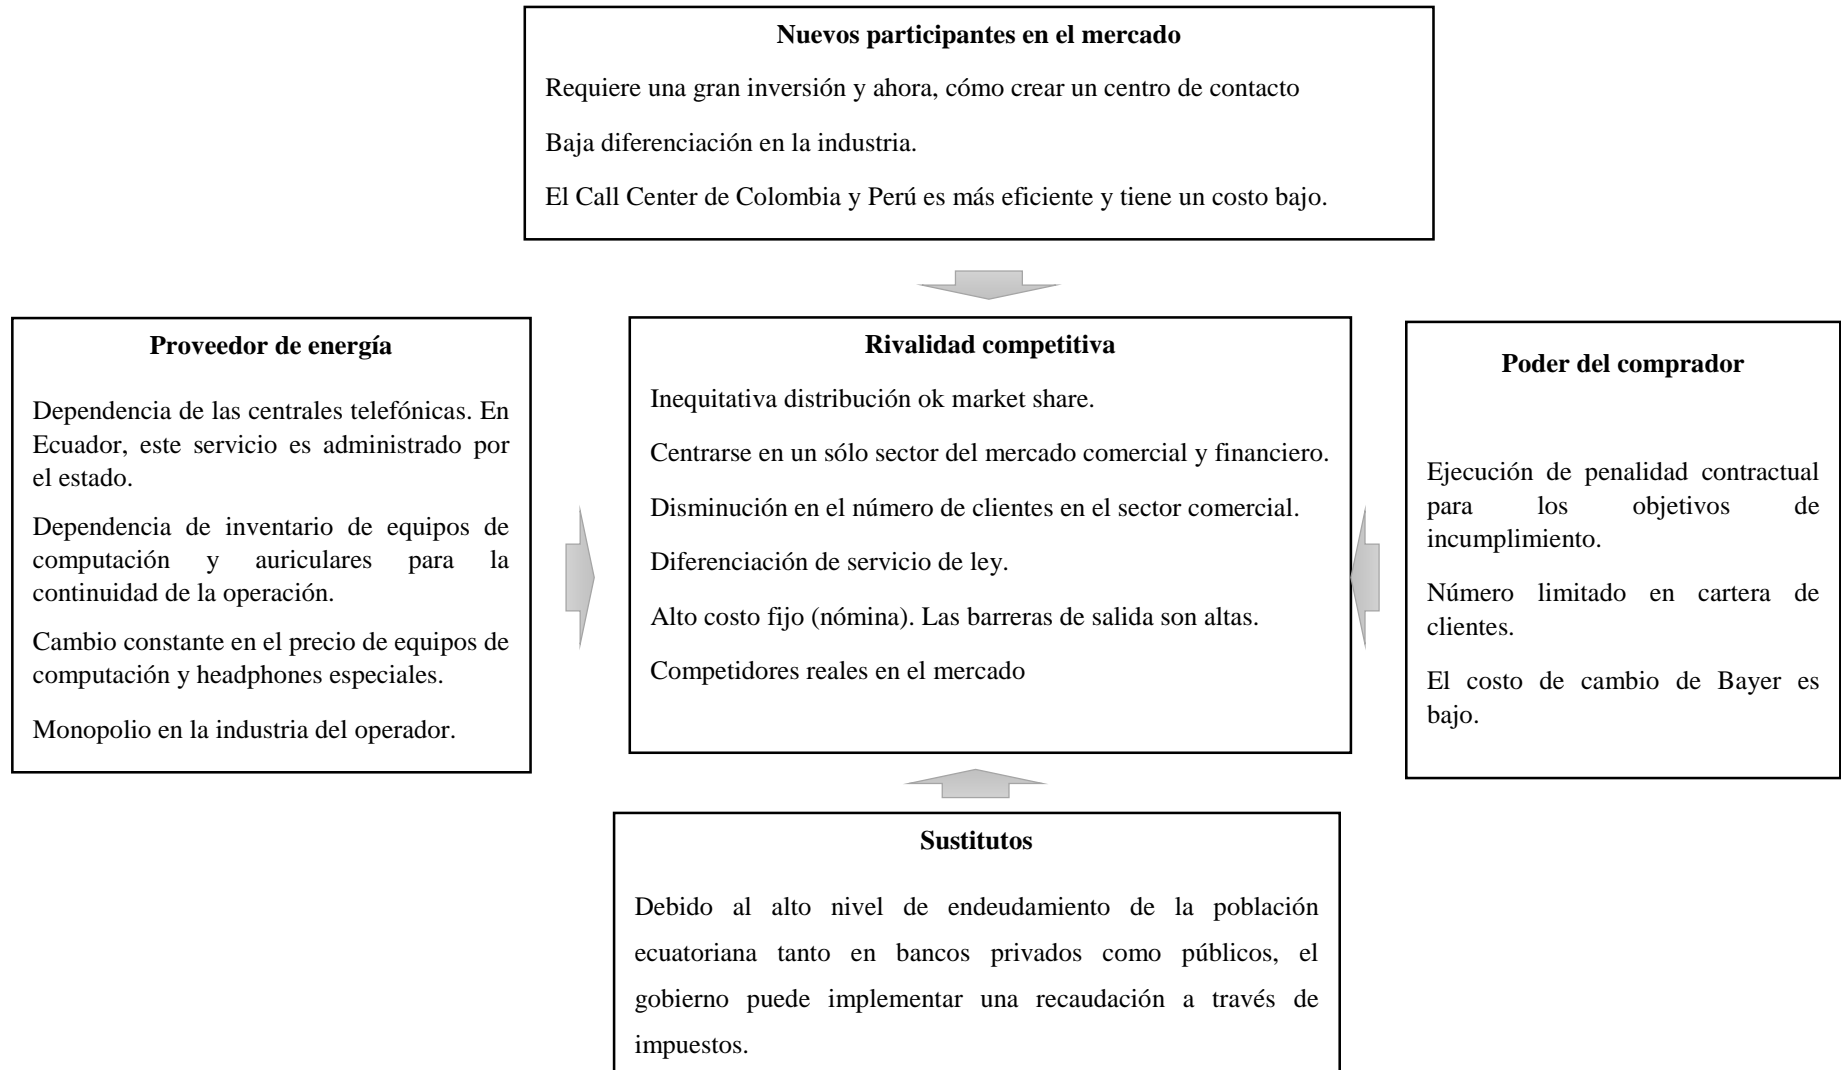 Nuevos participantes en el mercado
Requiere una gran inversión y ahora, cómo crear un centro de contacto
Baja diferenciación en la industria.
El Call Center de Colombia y Perú es más eficiente y tiene un costo bajo.
Proveedor de energía
Dependencia de las centrales telefónicas. En
Ecuador, este servicio es administrado por
el estado.
Dependencia de inventario de equipos de
computación y auriculares para la
continuidad de la operación.
Cambio constante en el precio de equipos de
computación y headphones especiales.
Monopolio en la industria del operador.
Rivalidad competitiva
Inequitativa distribución ok market share.
Centrarse en un sólo sector del mercado comercial y financiero.
Disminución en el número de clientes en el sector comercial.
Diferenciación de servicio de ley.
Alto costo fijo (nómina). Las barreras de salida son altas.
Competidores reales en el mercado
Poder del comprador
Ejecución de penalidad contractual
para los objetivos de
incumplimiento.
Número limitado en cartera de
clientes.
El costo de cambio de Bayer es
bajo.
Sustitutos
Debido al alto nivel de endeudamiento de la población
ecuatoriana tanto en bancos privados como públicos, el
gobierno puede implementar una recaudación a través de
impuestos.